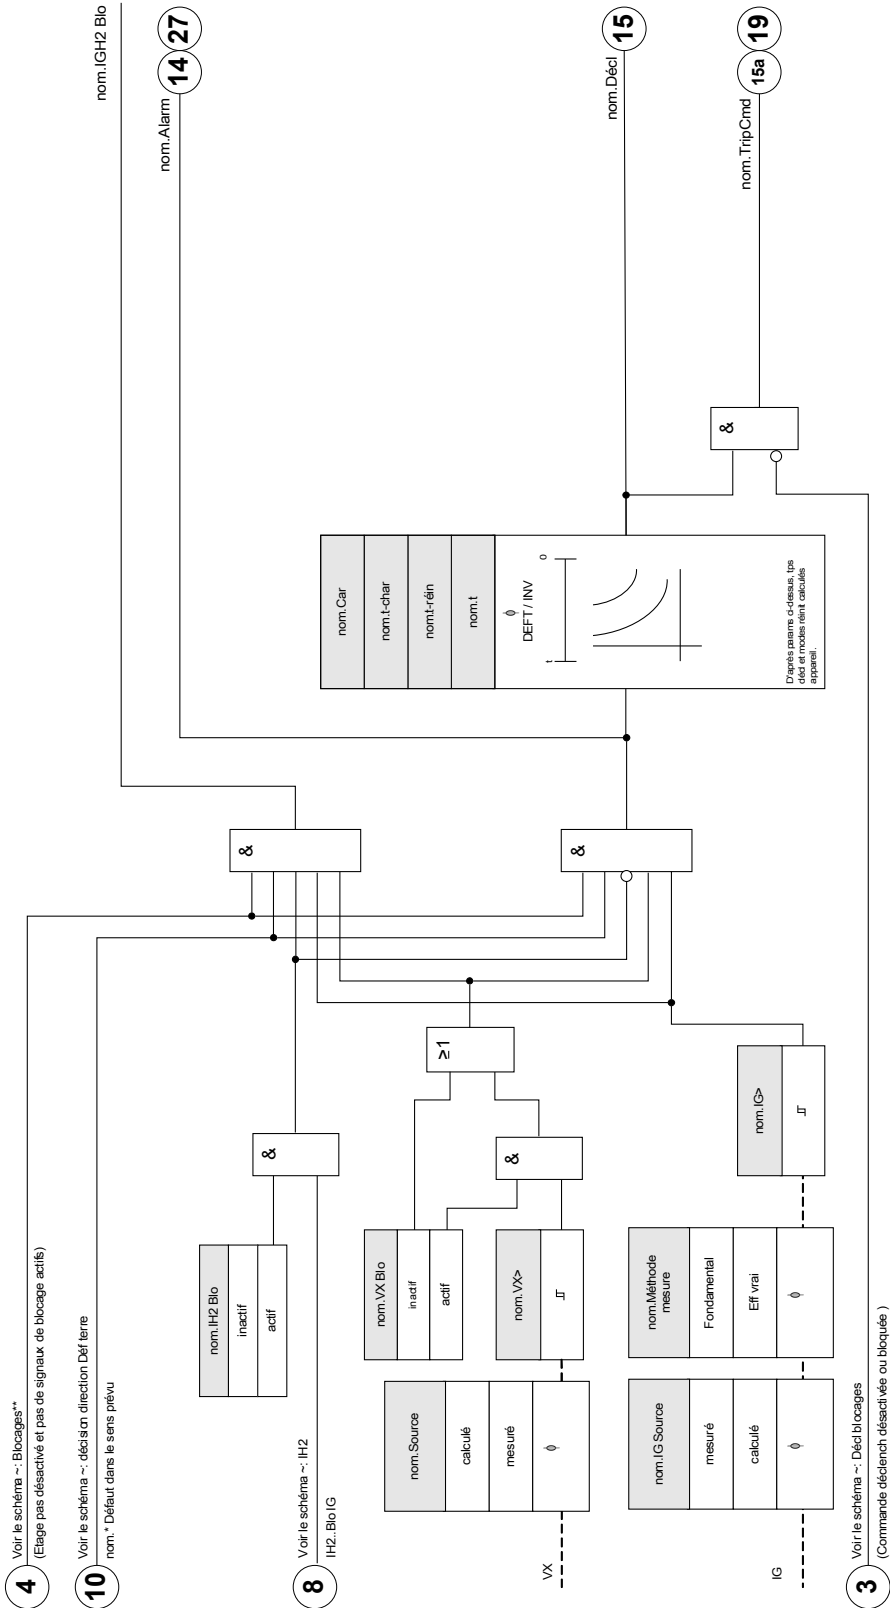 4
Voir le schéma ~: Blocages**
(Etage pas désactivé et pas de signaux de blocage actifs)
10
Voir le schéma ~: décision direction Déf terre
nom.* Défaut dans le sens prévu
nom.IH2 Blo
inactif
actif
8
Voir le schéma ~: IH2
IH2..Blo IG
&
&
nom.IGH2 Blo
nom.Alarm
14
27
nom.VX Blo
inactif
actif
≥1
&
nom.Source
calculé
mesuré
ϕ
nom.VX>
VX
&
nom.Car
nom.t-char
nom.t-réin
nom.t
ϕ
DEFT / INV
t
0
D'après params ci-dessus, tps
décl et modes réinit calculés
appareil.
nom.Décl
15
nom.IG Source
mesuré
calculé
ϕ
nom.Méthode
mesure
Fondamental
Eff vrai
ϕ
nom.IG>
IG
&
nom.TripCmd
15a
19
3
Voir le schéma ~: Décl blocages
(Commande déclench désactivée ou bloquée )